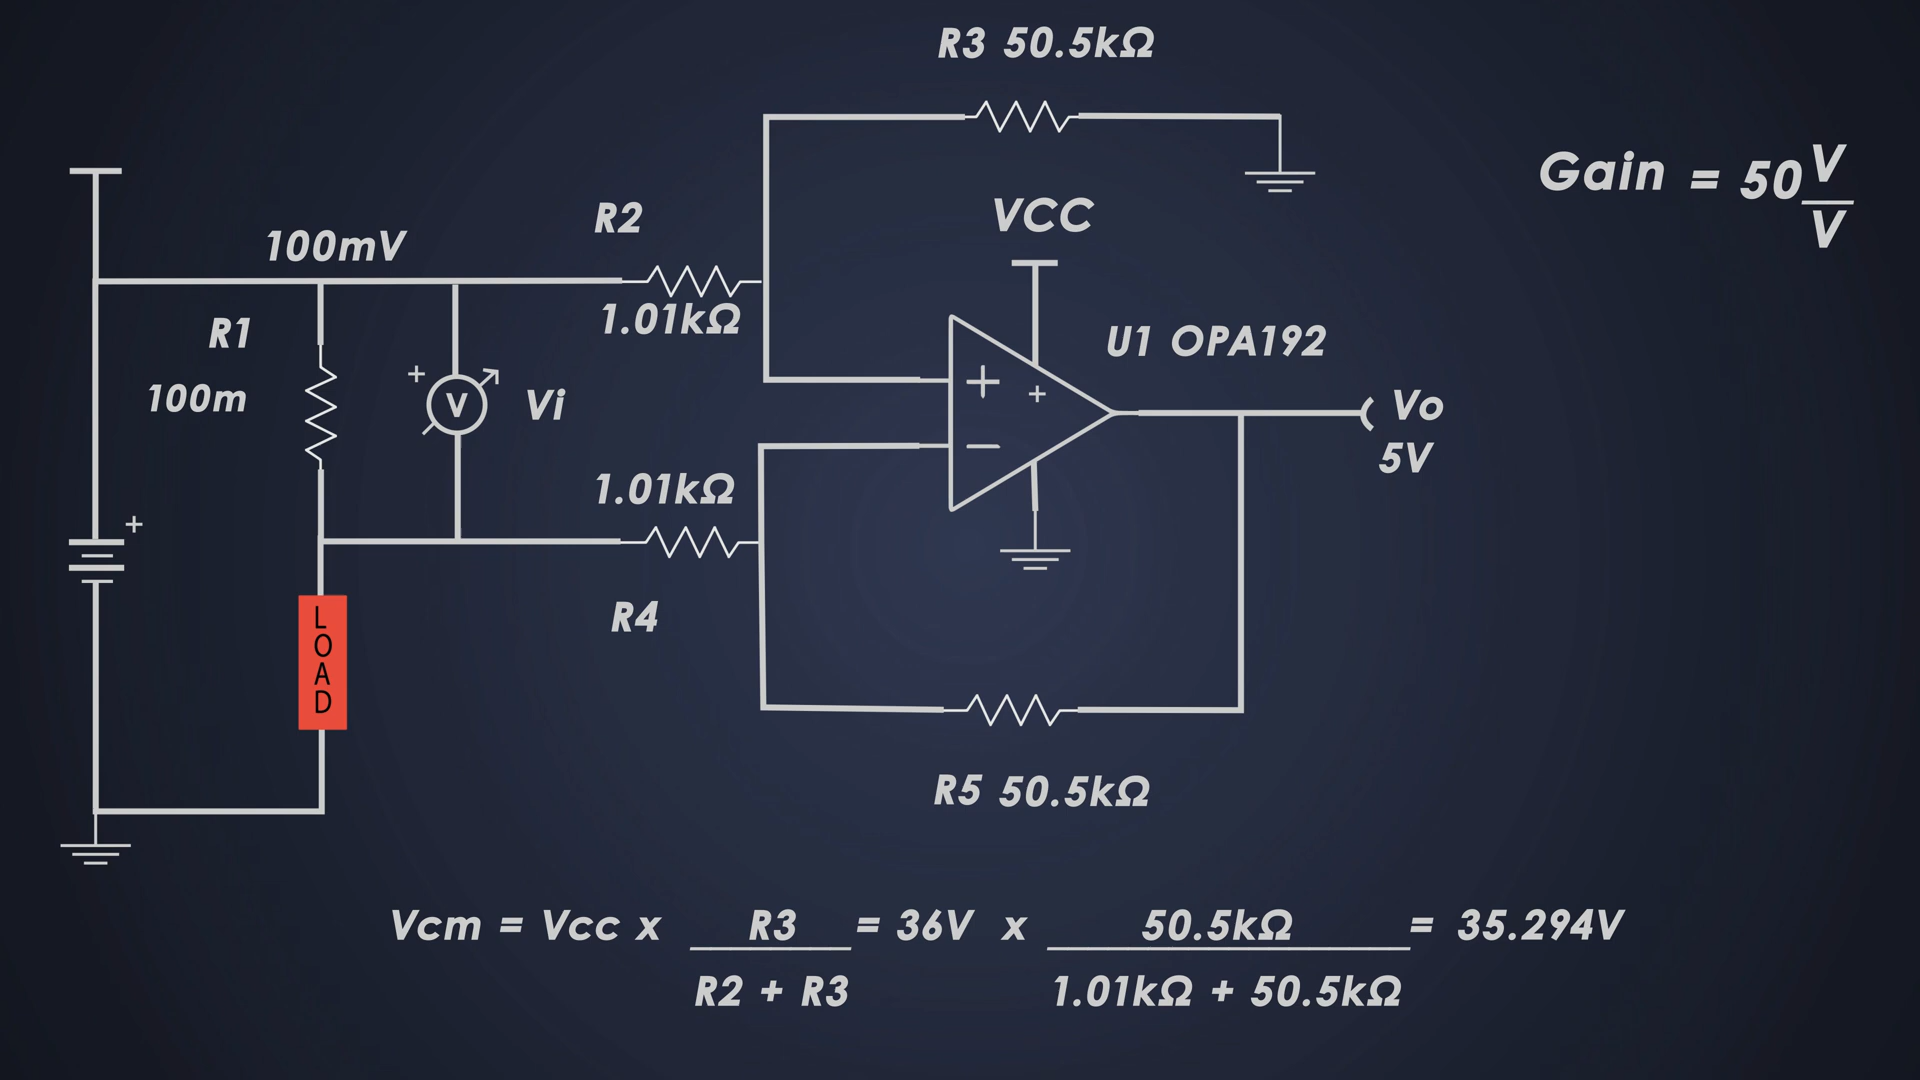 R3 50.5kΩ
Gain = 50 V/V
R2
VCC
100mV
1.01kΩ
R1
U1 OPA192
100m
+
V
Vi
+
+
−
Vo
5V
1.01kΩ
+
R4
LOAD
R5 50.5kΩ
Vcm = Vcc x R3 / R2 + R3 = 36V x 50.5kΩ / 1.01kΩ + 50.5kΩ = 35.294V